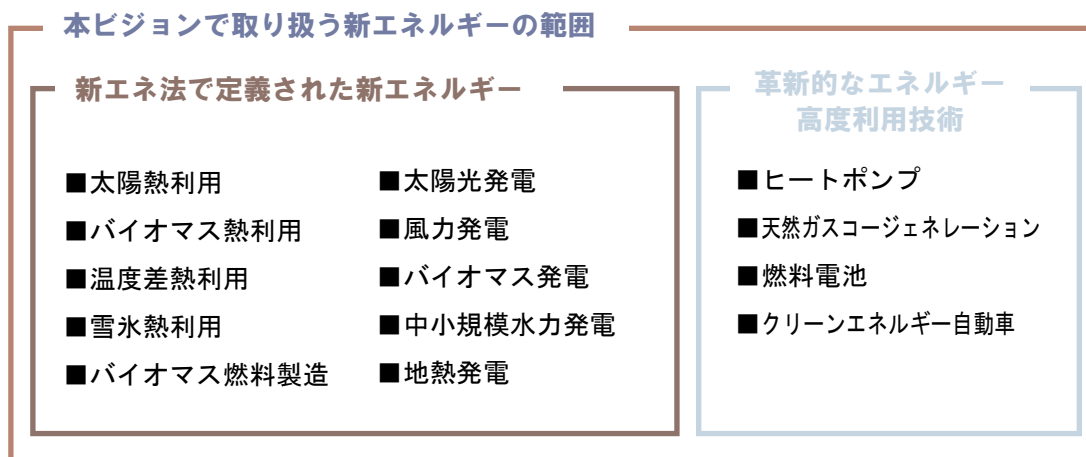 本ビジョンで取り扱う新エネルギーの範囲
新エネ法で定義された新エネルギー
■太陽熱利用
■バイオマス熱利用
■温度差熱利用
■雪氷熱利用
■バイオマス燃料製造
■太陽光発電
■風力発電
■バイオマス発電
■中小規模水力発電
■地熱発電
革新的なエネルギー
高度利用技術
■ヒートポンプ
■天然ガスコージェネレーション
■燃料電池
■クリーンエネルギー自動車